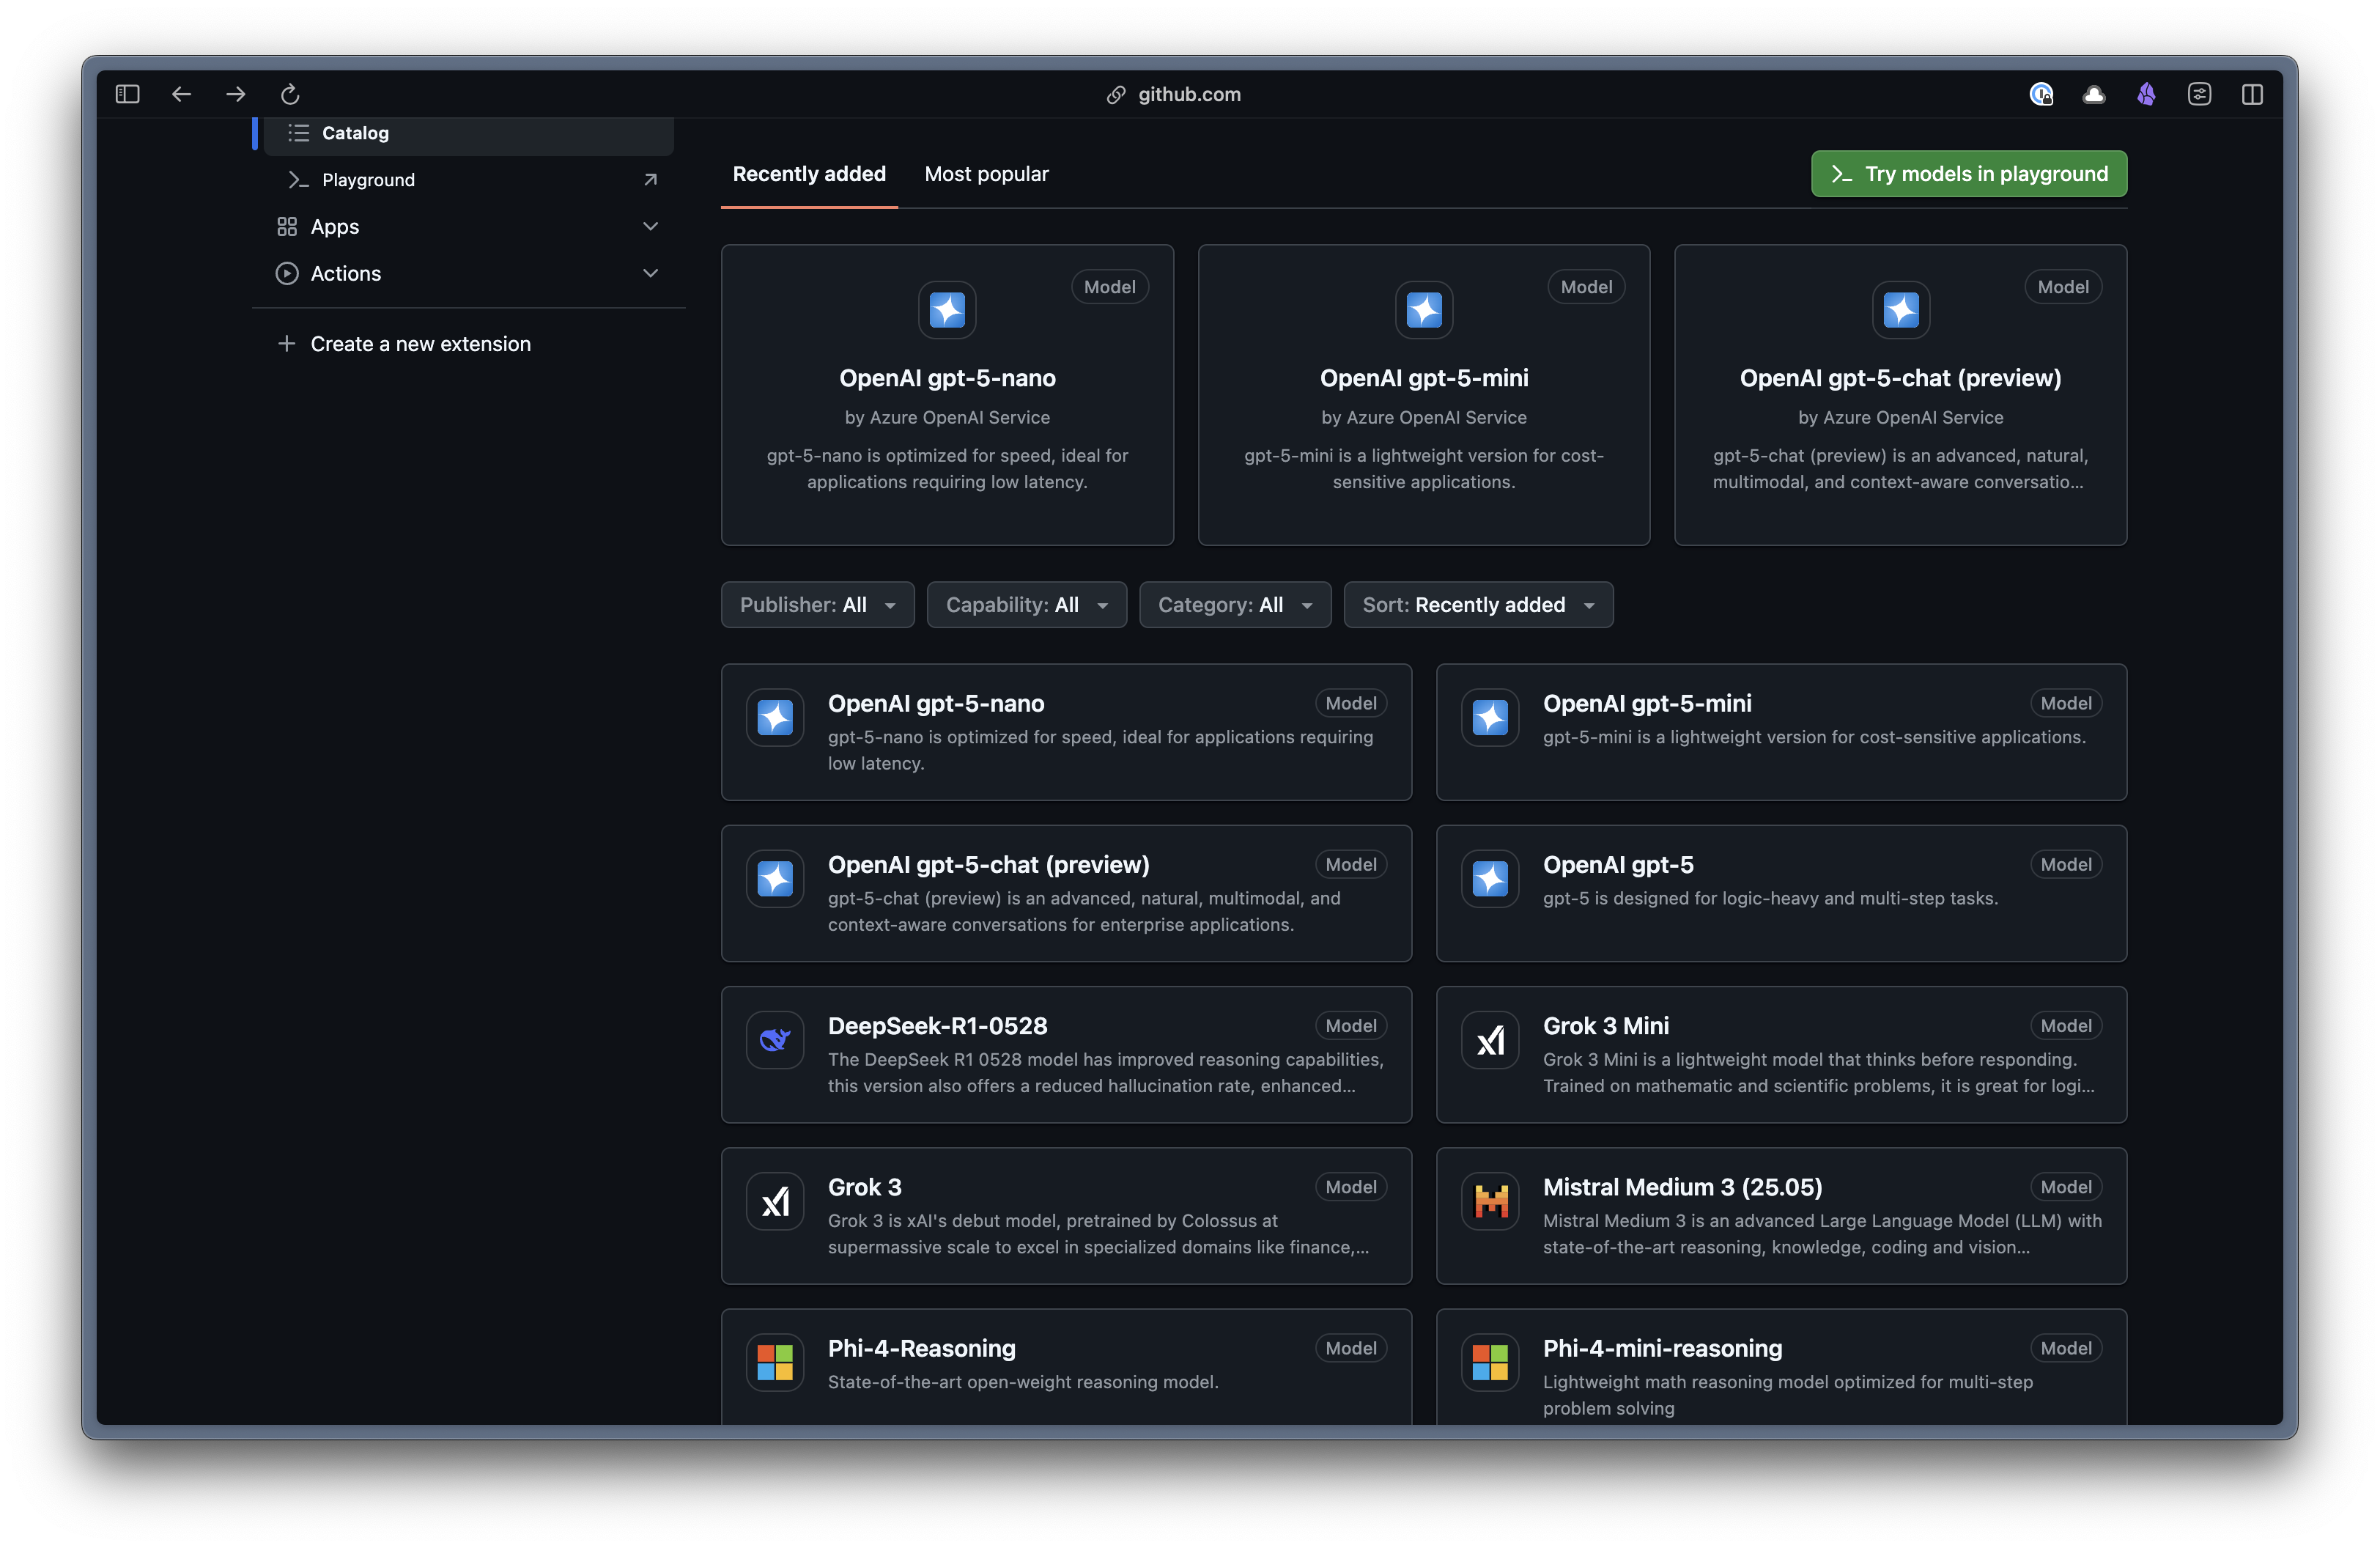 github.com
Catalog
Playground
Apps
Actions
Create a new extension
Recently added
Most popular
Try models in playground
Model
OpenAI gpt-5-nano
by Azure OpenAI Service
gpt-5-nano is optimized for speed, ideal for
applications requiring low latency.
Model
OpenAI gpt-5-mini
by Azure OpenAI Service
gpt-5-mini is a lightweight version for cost-
sensitive applications.
Model
OpenAI gpt-5-chat (preview)
by Azure OpenAI Service
gpt-5-chat (preview) is an advanced, natural,
multimodal, and context-aware conversatio...
Publisher: All
Capability: All
Category: All
Sort: Recently added
OpenAI gpt-5-nano
Model
gpt-5-nano is optimized for speed, ideal for applications requiring
low latency.
OpenAI gpt-5-mini
Model
gpt-5-mini is a lightweight version for cost-sensitive applications.
OpenAI gpt-5-chat (preview)
Model
gpt-5-chat (preview) is an advanced, natural, multimodal, and
context-aware conversations for enterprise applications.
OpenAI gpt-5
Model
gpt-5 is designed for logic-heavy and multi-step tasks.
DeepSeek-R1-0528
Model
The DeepSeek R1 0528 model has improved reasoning capabilities,
this version also offers a reduced hallucination rate, enhanced...
Grok 3 Mini
Model
Grok 3 Mini is a lightweight model that thinks before responding.
Trained on mathematic and scientific problems, it is great for logi...
Grok 3
Model
Grok 3 is xAI's debut model, pretrained by Colossus at
supermassive scale to excel in specialized domains like finance,...
Mistral Medium 3 (25.05)
Model
Mistral Medium 3 is an advanced Large Language Model (LLM) with
state-of-the-art reasoning, knowledge, coding and vision...
Phi-4-Reasoning
Model
State-of-the-art open-weight reasoning model.
Phi-4-mini-reasoning
Model
Lightweight math reasoning model optimized for multi-step
problem solving